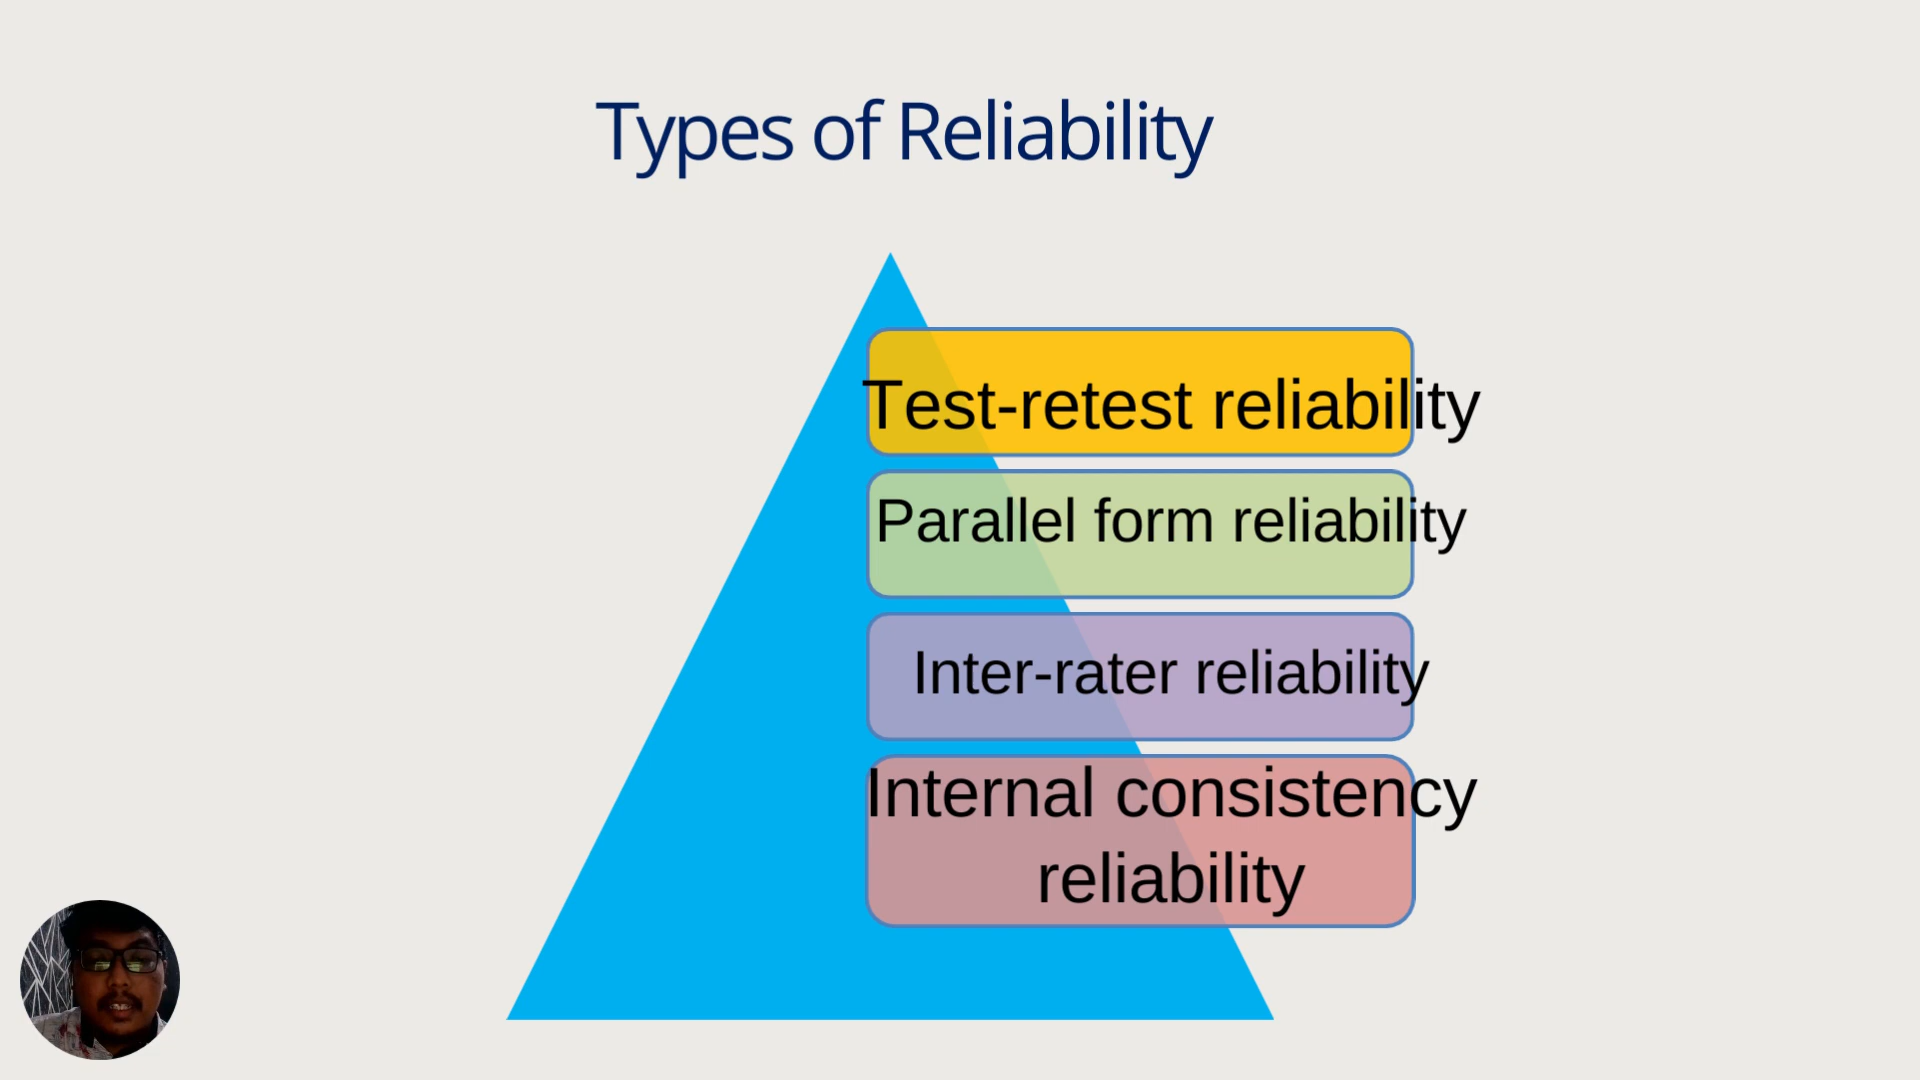 Types of Reliability
Test-retest reliability
Parallel form reliability
Inter-rater reliability
Internal consistency
reliability